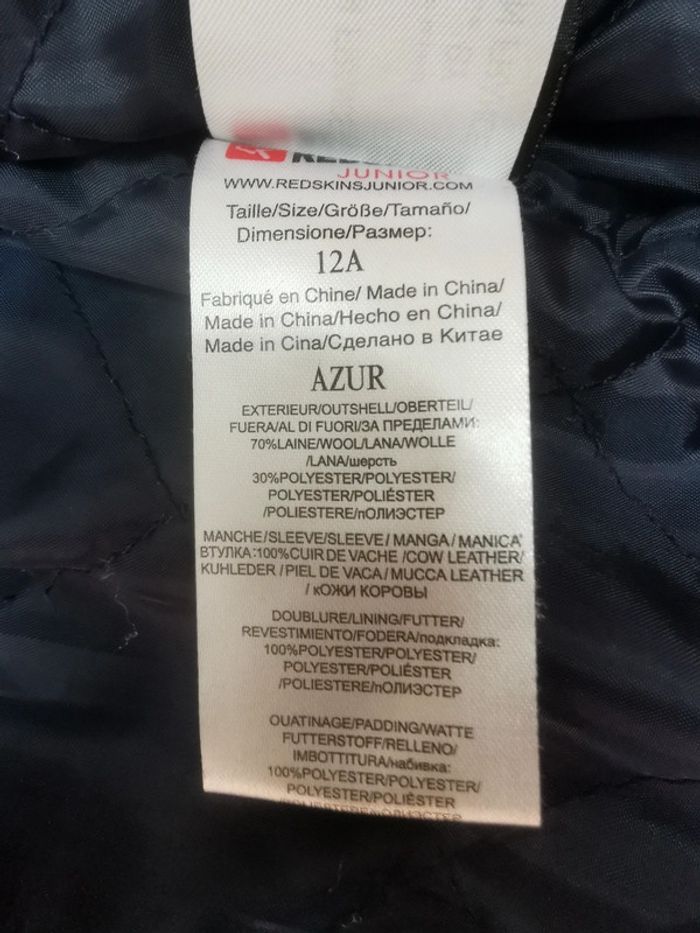 JUNIOR
WWW.REDSKINSJUNIOR.COM
Taille/Size/Größe/Tamaño/
Dimensione/Размер:
12A
Fabriqué en Chine/ Made in China/
Made in China/Hecho en China/
Made in Cina/Сделано в Китае
AZUR
EXTERIEUR/OUTSHELL/OBERTEIL/
FUERA/AL DI FUORI/ЗА ПРЕДЕЛАМИ:
70%LAINE/WOOL/LANA/WOLLE
/LANA/шерсть
30%POLYESTER/POLYESTER/
POLYESTER/POLIÉSTER
/POLIESTERE/пОЛИЭСТЕР
MANCHE/SLEEVE/SLEEVE/ MANGA/ MANICA
ВТУЛКА:100%CUIR DE VACHE /COW LEATHER/
KUHLEDER / PIEL DE VACA/ MUCCA LEATHER
/ кОЖИ КОРОВЫ
DOUBLURE/LINING/FUTTER/
REVESTIMIENTO/FODERA/подкладка:
100%POLYESTER/POLYESTER/
POLYESTER/POLIÉSTER
/POLIESTERE/пОЛИЭСТЕР
OUATINAGE/PADDING/WATTE
FUTTERSTOFF/RELLENO/
IMBOTTITURA/набивка:
100%POLYESTER/POLYESTER/
POLYESTER/POLIÉSTER